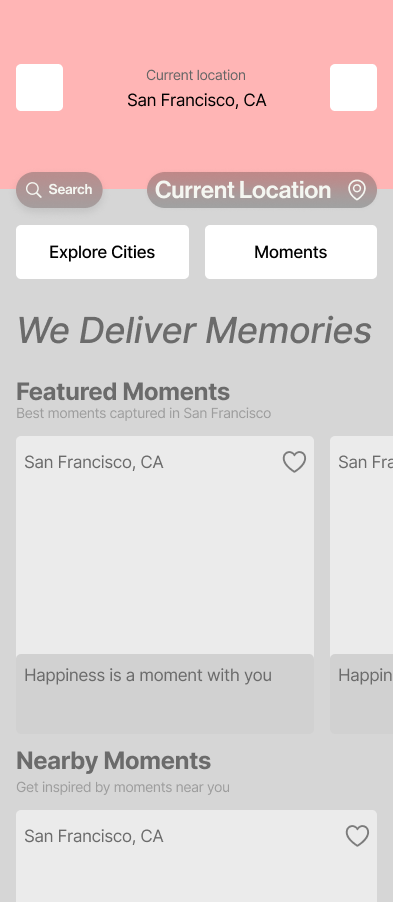 Current location
San Francisco, CA
Search
Current Location
Explore Cities
Moments
We Deliver Memories
Featured Moments
Best moments captured in San Francisco
San Francisco, CA
San Fra
Happiness is a moment with you
Happin
Nearby Moments
Get inspired by moments near you
San Francisco, CA